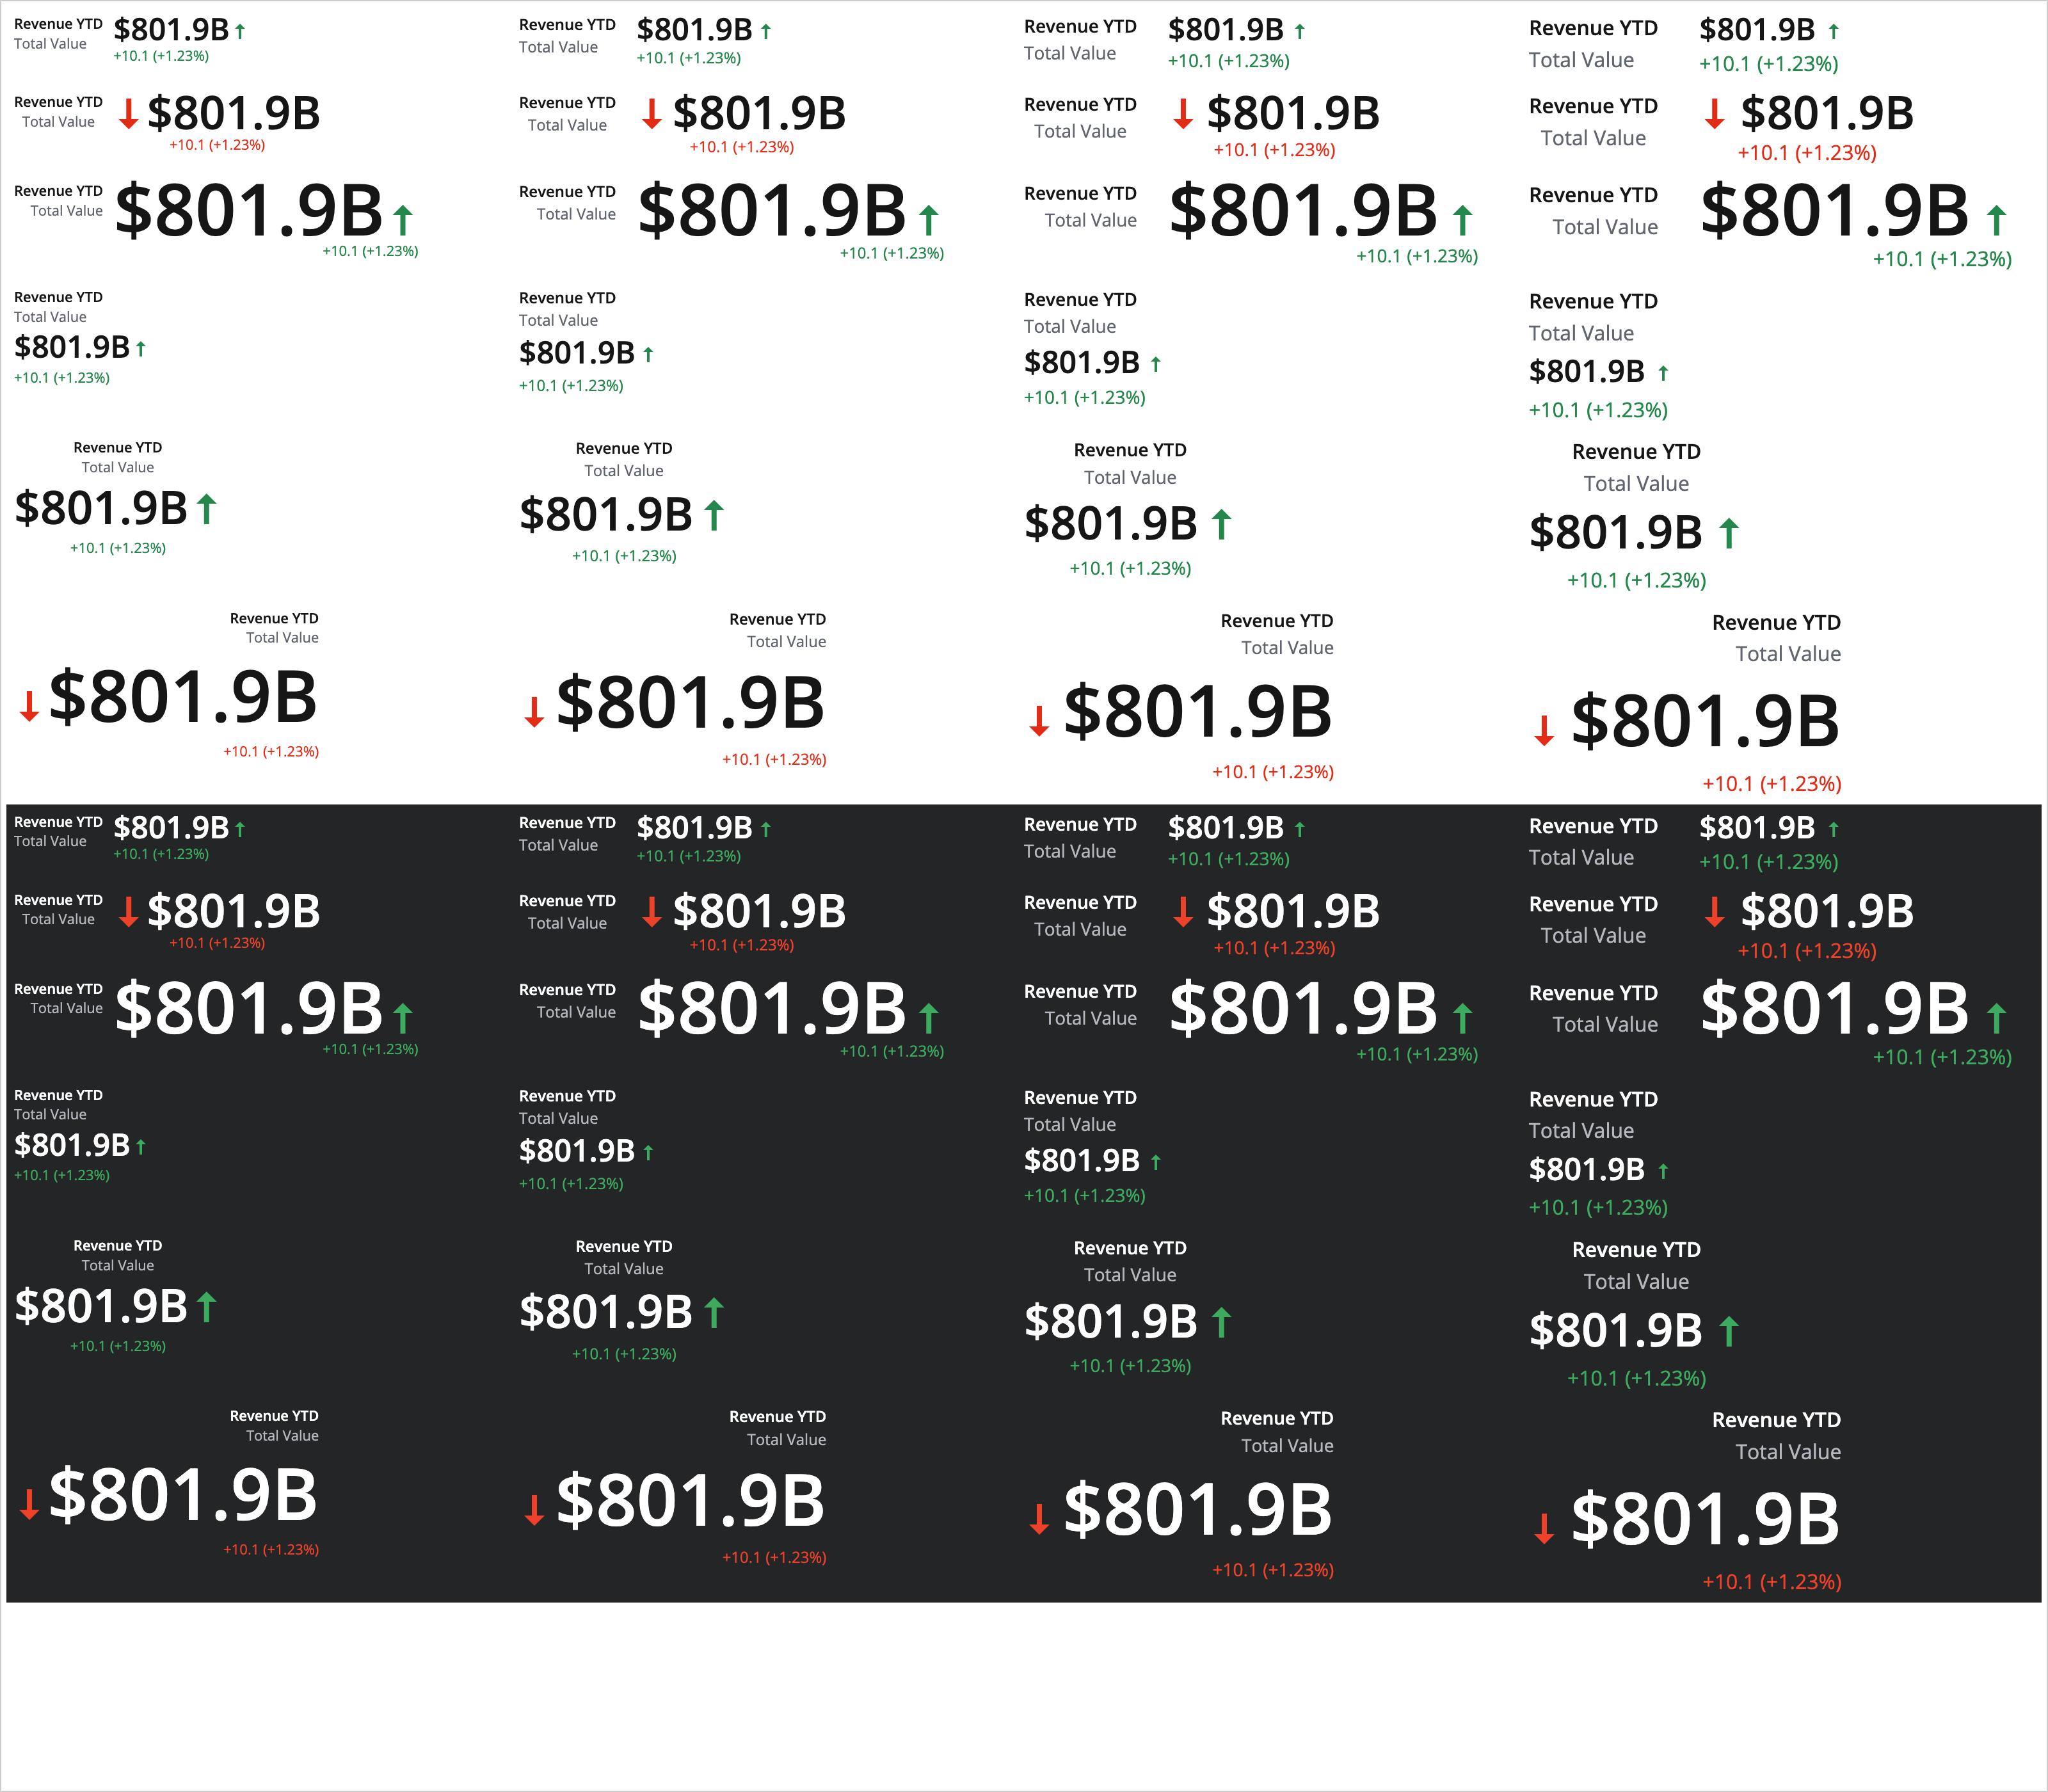 Revenue YTD $801.9B ↑ Revenue YTD $801.9B ↑ Revenue YTD $801.9B ↑ Revenue YTD $801.9B ↑
Total Value +10.1 (+1.23%) Total Value +10.1 (+1.23%) Total Value +10.1 (+1.23%) Total Value +10.1 (+1.23%)
Revenue YTD ↓ $801.9B Revenue YTD ↓ $801.9B Revenue YTD ↓ $801.9B Revenue YTD ↓ $801.9B
Total Value +10.1 (+1.23%) Total Value +10.1 (+1.23%) Total Value +10.1 (+1.23%) Total Value +10.1 (+1.23%)
Revenue YTD $801.9B ↑ Revenue YTD $801.9B ↑ Revenue YTD $801.9B ↑ Revenue YTD $801.9B ↑
Total Value +10.1 (+1.23%) Total Value +10.1 (+1.23%) Total Value +10.1 (+1.23%) Total Value +10.1 (+1.23%)
Revenue YTD Revenue YTD Revenue YTD Revenue YTD
Total Value Total Value Total Value Total Value
$801.9B ↑ $801.9B ↑ $801.9B ↑ $801.9B ↑
+10.1 (+1.23%) +10.1 (+1.23%) +10.1 (+1.23%) +10.1 (+1.23%)
Revenue YTD Revenue YTD Revenue YTD Revenue YTD
Total Value Total Value Total Value Total Value
$801.9B ↑ $801.9B ↑ $801.9B ↑ $801.9B ↑
+10.1 (+1.23%) +10.1 (+1.23%) +10.1 (+1.23%) +10.1 (+1.23%)
Revenue YTD Revenue YTD Revenue YTD Revenue YTD
Total Value Total Value Total Value Total Value
↓ $801.9B ↓ $801.9B ↓ $801.9B ↓ $801.9B
+10.1 (+1.23%) +10.1 (+1.23%) +10.1 (+1.23%) +10.1 (+1.23%)
Revenue YTD $801.9B ↑ Revenue YTD $801.9B ↑ Revenue YTD $801.9B ↑ Revenue YTD $801.9B ↑
Total Value +10.1 (+1.23%) Total Value +10.1 (+1.23%) Total Value +10.1 (+1.23%) Total Value +10.1 (+1.23%)
Revenue YTD ↓ $801.9B Revenue YTD ↓ $801.9B Revenue YTD ↓ $801.9B Revenue YTD ↓ $801.9B
Total Value +10.1 (+1.23%) Total Value +10.1 (+1.23%) Total Value +10.1 (+1.23%) Total Value +10.1 (+1.23%)
Revenue YTD $801.9B ↑ Revenue YTD $801.9B ↑ Revenue YTD $801.9B ↑ Revenue YTD $801.9B ↑
Total Value +10.1 (+1.23%) Total Value +10.1 (+1.23%) Total Value +10.1 (+1.23%) Total Value +10.1 (+1.23%)
Revenue YTD Revenue YTD Revenue YTD Revenue YTD
Total Value Total Value Total Value Total Value
$801.9B ↑ $801.9B ↑ $801.9B ↑ $801.9B ↑
+10.1 (+1.23%) +10.1 (+1.23%) +10.1 (+1.23%) +10.1 (+1.23%)
Revenue YTD Revenue YTD Revenue YTD Revenue YTD
Total Value Total Value Total Value Total Value
$801.9B ↑ $801.9B ↑ $801.9B ↑ $801.9B ↑
+10.1 (+1.23%) +10.1 (+1.23%) +10.1 (+1.23%) +10.1 (+1.23%)
Revenue YTD Revenue YTD Revenue YTD Revenue YTD
Total Value Total Value Total Value Total Value
↓ $801.9B ↓ $801.9B ↓ $801.9B ↓ $801.9B
+10.1 (+1.23%) +10.1 (+1.23%) +10.1 (+1.23%) +10.1 (+1.23%)